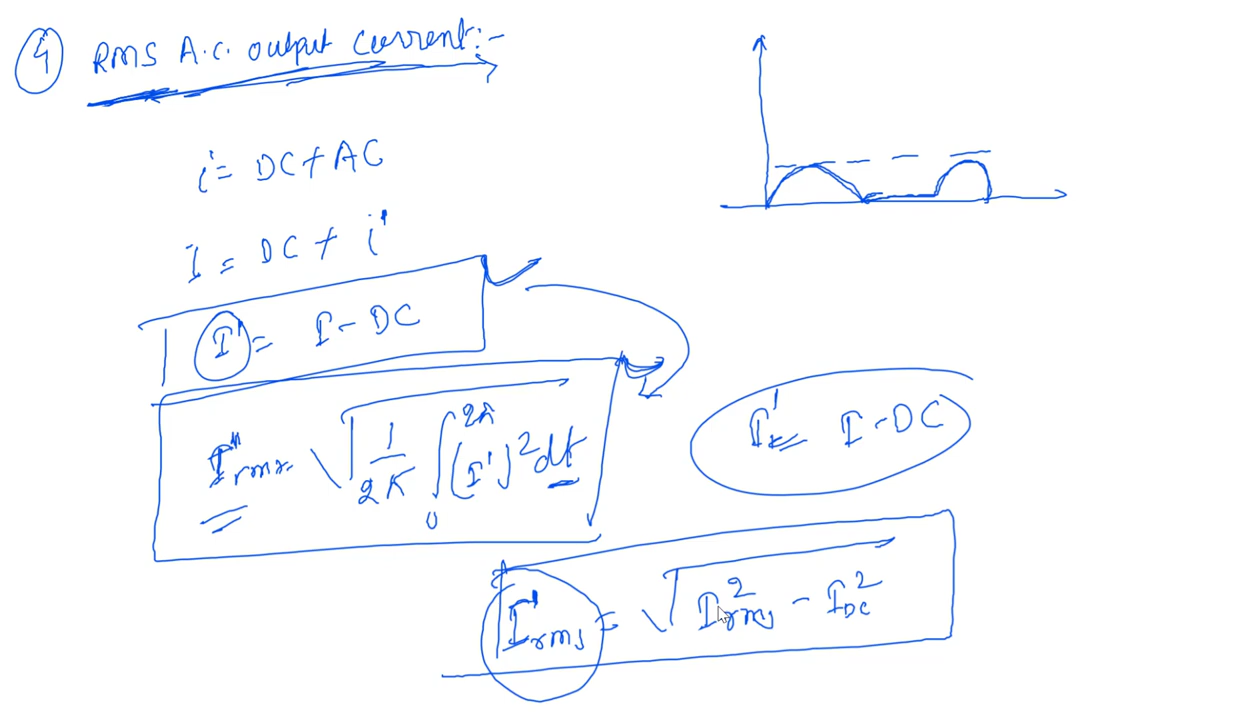 4 RMS A.C. output current:-
i = DC + AC
I = DC + i'
I' = I - DC
I'rms = √(1/2π ∫₀^2π (I')² dt)
I' = I - DC
I'rms = √(I²rms - I²DC)